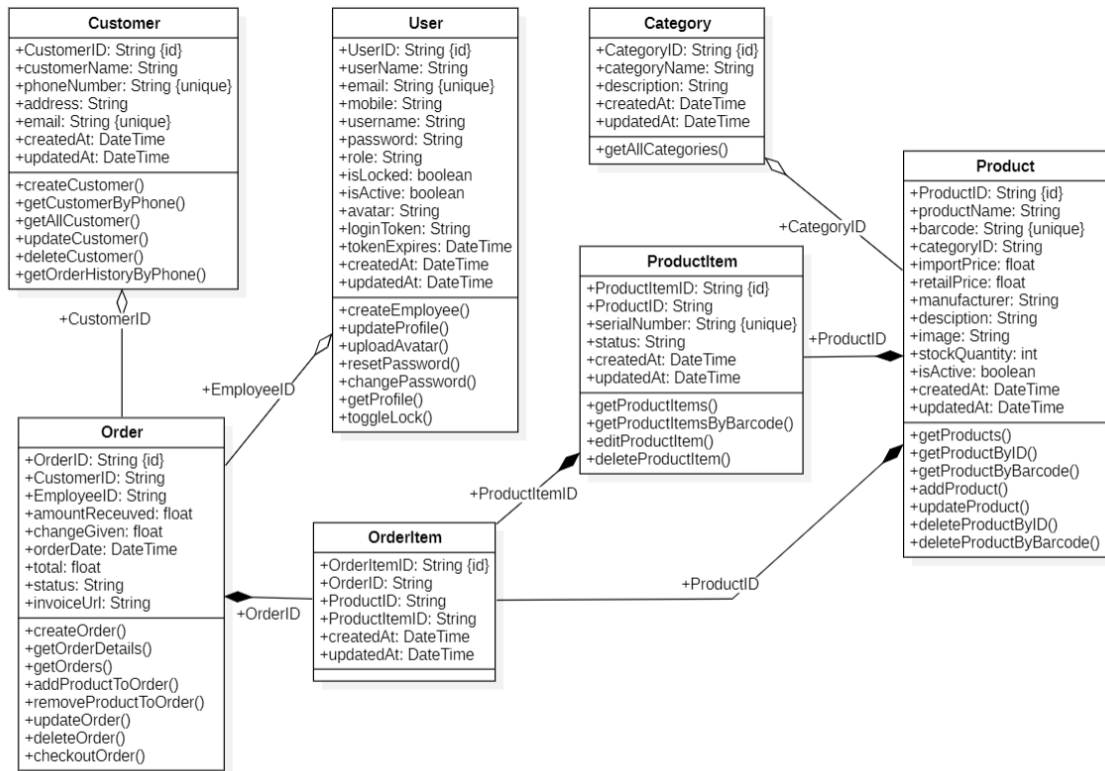 Customer
+CustomerID: String {id}
+customerName: String
+phoneNumber: String {unique}
+address: String
+email: String {unique}
+createdAt: DateTime
+updatedAt: DateTime
+createCustomer()
+getCustomerByPhone()
+getAllCustomer()
+updateCustomer()
+deleteCustomer()
+getOrderHistoryByPhone()
+CustomerID
User
+UserID: String {id}
+userName: String
+email: String {unique}
+mobile: String
+username: String
+password: String
+role: String
+isLocked: boolean
+isActive: boolean
+avatar: String
+loginToken: String
+tokenExpires: DateTime
+createdAt: DateTime
+updatedAt: DateTime
+createEmployee()
+updateProfile()
+uploadAvatar()
+resetPassword()
+changePassword()
+getProfile()
+toggleLock()
+EmployeeID
Category
+CategoryID: String {id}
+categoryName: String
+description: String
+createdAt: DateTime
+updatedAt: DateTime
+getAllCategories()
+CategoryID
Product
+ProductID: String {id}
+productName: String
+barcode: String {unique}
+categoryID: String
+importPrice: float
+retailPrice: float
+manufacturer: String
+desciption: String
+image: String
+stockQuantity: int
+isActive: boolean
+createdAt: DateTime
+updatedAt: DateTime
+getProducts()
+getProductByID()
+getProductByBarcode()
+addProduct()
+updateProduct()
+deleteProductByID()
+deleteProductByBarcode()
ProductItem
+ProductItemID: String {id}
+ProductID: String
+serialNumber: String {unique}
+status: String
+createdAt: DateTime
+updatedAt: DateTime
+getProductItems()
+getProductItemsByBarcode()
+editProductItem()
+deleteProductItem()
+ProductID
+ProductItemID
Order
+OrderID: String {id}
+CustomerID: String
+EmployeeID: String
+amountReceuved: float
+changeGiven: float
+orderDate: DateTime
+total: float
+status: String
+invoiceUrl: String
+createOrder()
+getOrderDetails()
+getOrders()
+addProductToOrder()
+removeProductToOrder()
+updateOrder()
+deleteOrder()
+checkoutOrder()
+OrderID
OrderItem
+OrderItemID: String {id}
+OrderID: String
+ProductID: String
+ProductItemID: String
+createdAt: DateTime
+updatedAt: DateTime
+ProductID